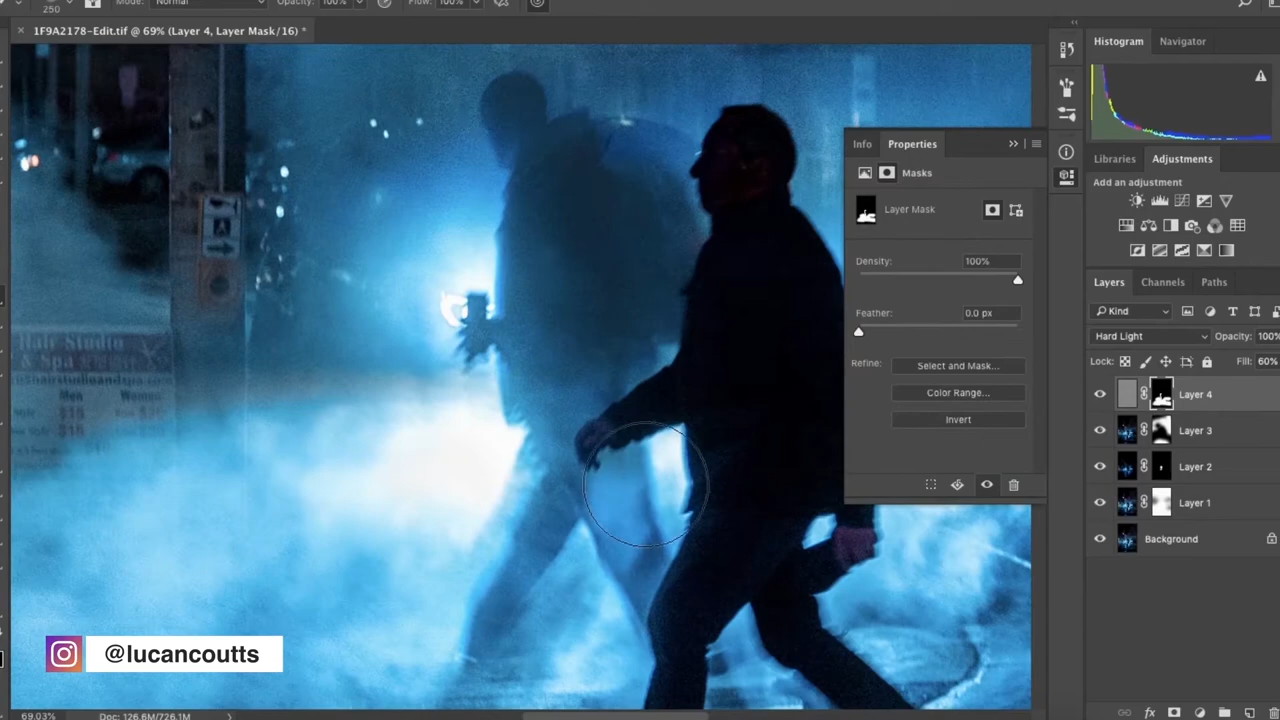 250
Mode: Normal
Opacity: 100%
Flow: 100%
1F9A2178-Edit.tif @ 69% (Layer 4, Layer Mask/16) *
Histogram
Navigator
Info
Properties
Masks
Layer Mask
Density: 100%
Feather: 0.0 px
Refine:
Select and Mask...
Color Range...
Invert
Libraries
Adjustments
Add an adjustment
Layers
Channels
Paths
Kind
Hard Light
Opacity: 100%
Lock:
Fill: 60%
Layer 4
Layer 3
Layer 2
Layer 1
Background
Hair Studio
& Spa
Men
Women
@lucancoutts
69.03%
Doc: 126.6M/726.1M